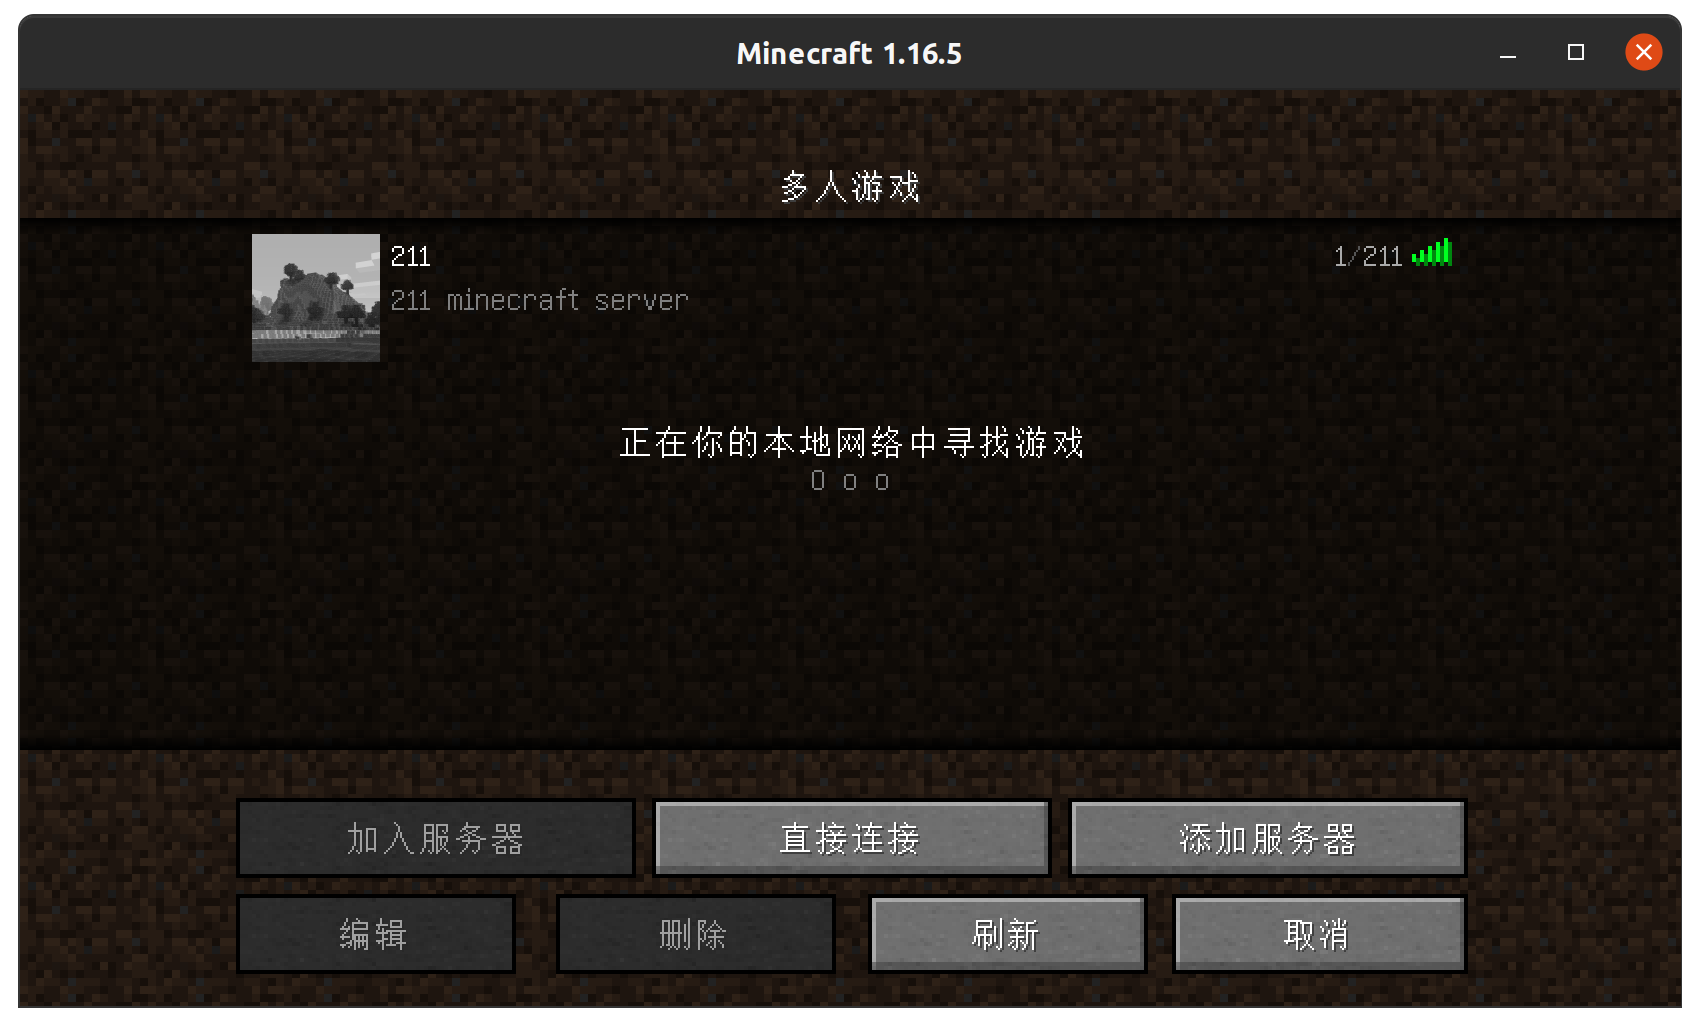 Minecraft 1.16.5
多人游戏
211 1/211
211 minecraft server
正在你的本地网络中寻找游戏
O o o
加入服务器 直接连接 添加服务器
编辑 删除 刷新 取消